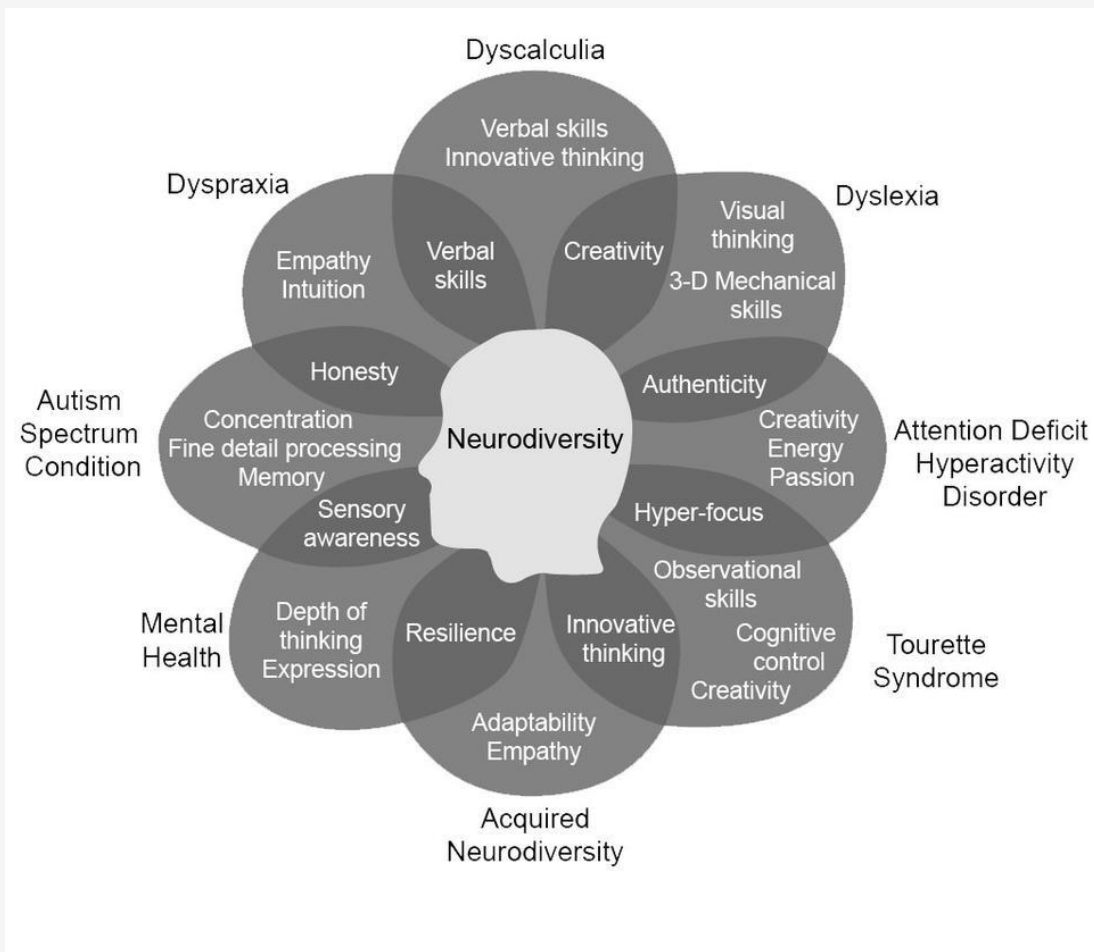 Dyscalculia
Verbal skills
Innovative thinking
Dyspraxia
Dyslexia
Visual
thinking
Empathy
Intuition
Verbal
skills
Creativity
3-D Mechanical
skills
Honesty
Authenticity
Autism
Spectrum
Condition
Concentration
Fine detail processing
Memory
Neurodiversity
Creativity
Energy
Passion
Attention Deficit
Hyperactivity
Disorder
Sensory
awareness
Hyper-focus
Observational
skills
Mental
Health
Depth of
thinking
Expression
Resilience
Innovative
thinking
Cognitive
control
Creativity
Tourette
Syndrome
Adaptability
Empathy
Acquired
Neurodiversity